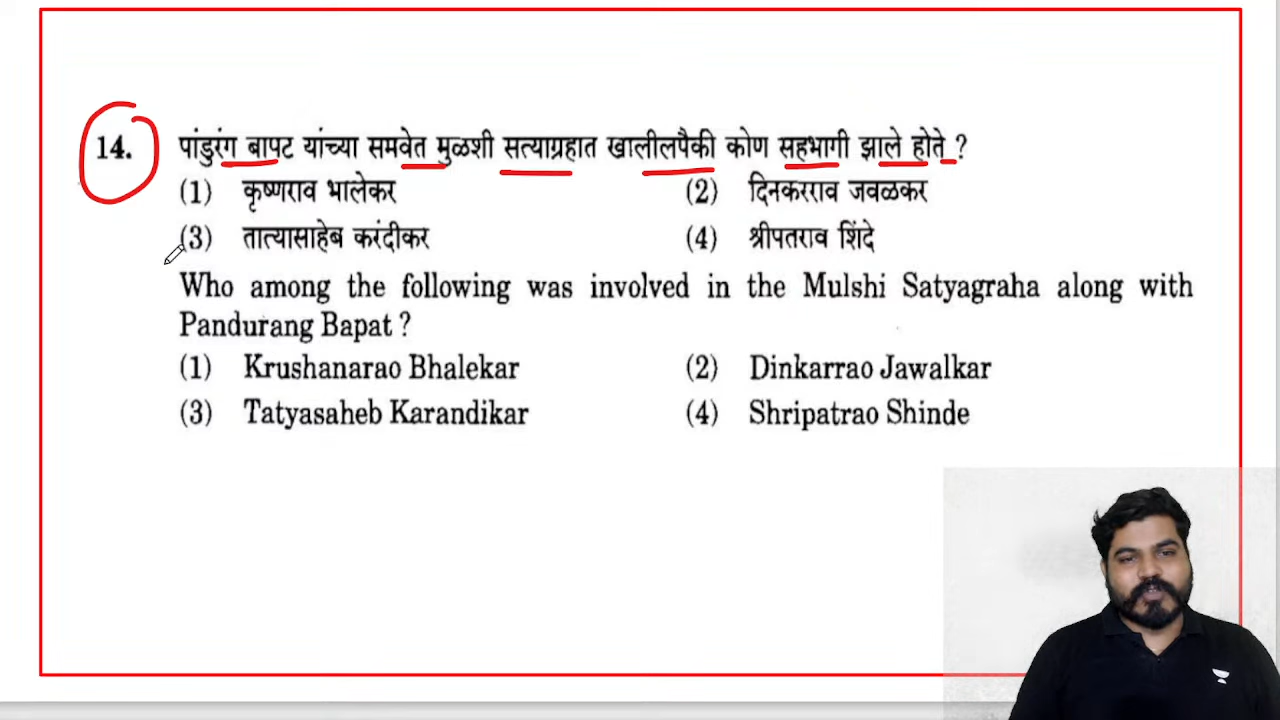 14. पांडुरंग बापट यांच्या समवेत मुळशी सत्याग्रहात खालीलपैकी कोण सहभागी झाले होते ?
(1) कृष्णराव भालेकर (2) दिनकरराव जवळकर
(3) तात्यासाहेब करंदीकर (4) श्रीपतराव शिंदे
Who among the following was involved in the Mulshi Satyagraha along with
Pandurang Bapat ?
(1) Krushanarao Bhalekar (2) Dinkarrao Jawalkar
(3) Tatyasaheb Karandikar (4) Shripatrao Shinde